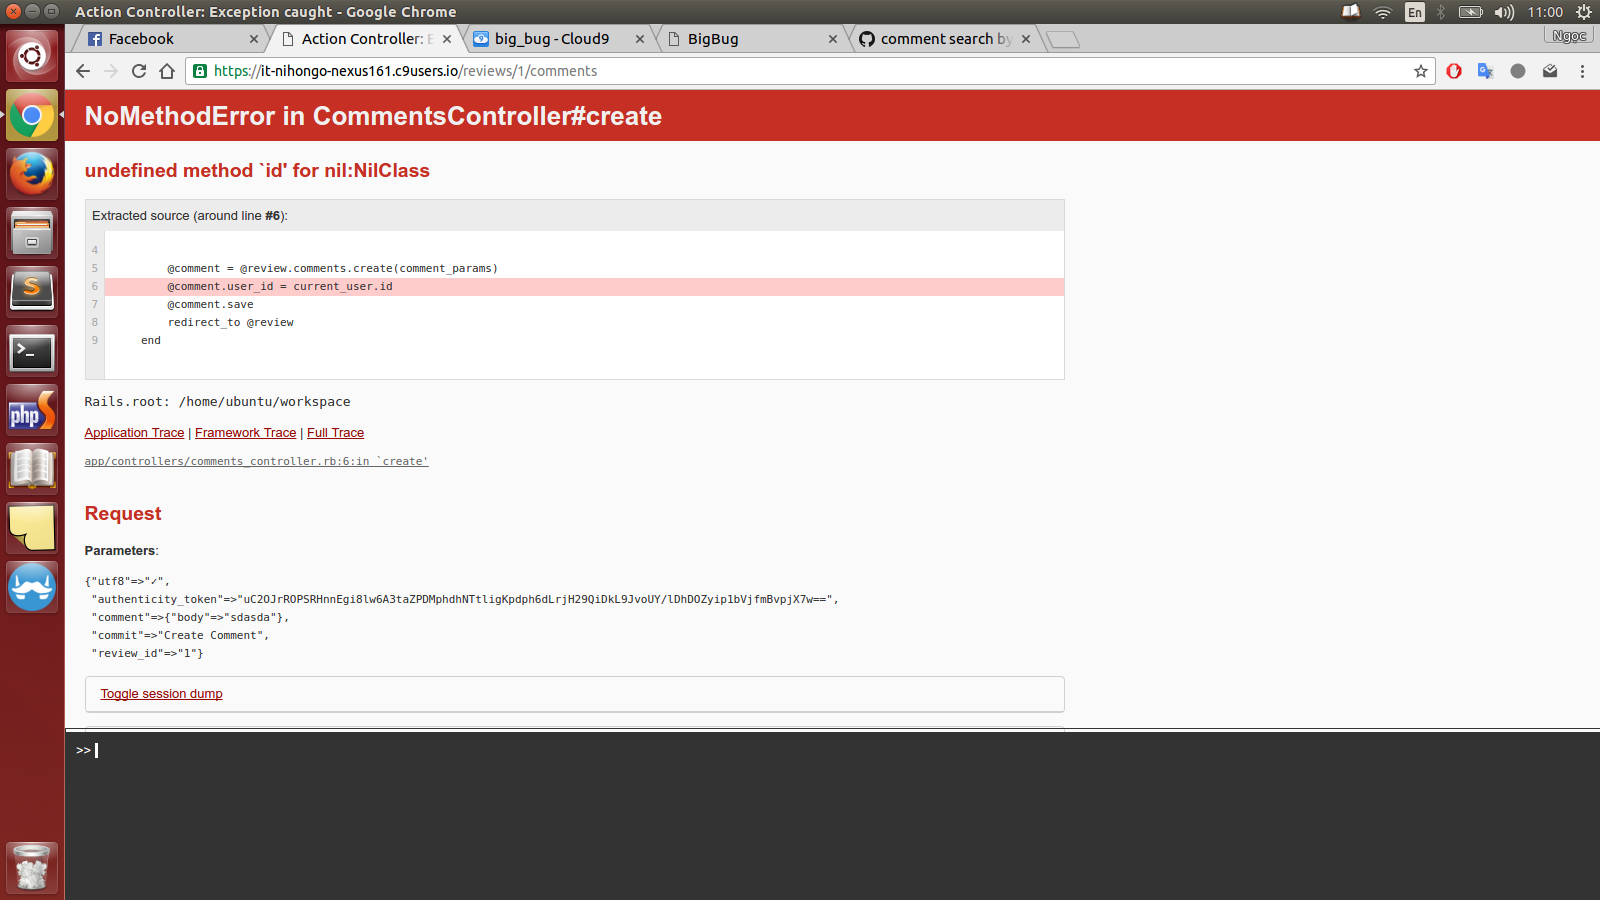 Action Controller: Exception caught - Google Chrome
En
11:00
Facebook
Action Controller: E
big_bug - Cloud9
BigBug
comment search by
Ngọc
https://it-nihongo-nexus161.c9users.io/reviews/1/comments
NoMethodError in CommentsController#create
undefined method `id' for nil:NilClass
Extracted source (around line #6):
4
5 @comment = @review.comments.create(comment_params)
6 @comment.user_id = current_user.id
7 @comment.save
8 redirect_to @review
9 end
Rails.root: /home/ubuntu/workspace
Application Trace | Framework Trace | Full Trace
app/controllers/comments_controller.rb:6:in `create'
Request
Parameters:
{"utf8"=>"✓",
"authenticity_token"=>"uC2OJrROPSRHnnEgi8lw6A3taZPDMphdhNTtligKpdph6dLrjH29QiDkL9JvoUY/lDhDOZyip1bVjfmBvpjX7w==",
"comment"=>{"body"=>"sdasda"},
"commit"=>"Create Comment",
"review_id"=>"1"}
Toggle session dump
>>
S
>_
php S